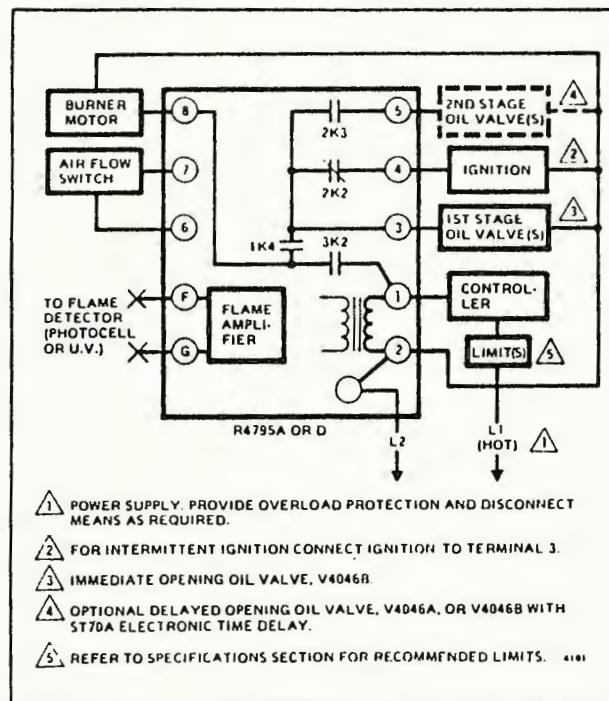 BURNER
MOTOR
8
5
2ND STAGE
OIL VALVE(S)
4
2K3
AIR FLOW
SWITCH
7
4
IGNITION
2
2K2
6
3
1ST STAGE
OIL VALVE(S)
3
1K4
3K2
TO FLAME
DETECTOR
(PHOTOCELL
OR U.V.)
F
G
FLAME
AMPLI-
FIER
1
2
CONTROL-
LER
LIMIT(S)
5
R4795A OR D
L2
L1
(HOT)
1
1 POWER SUPPLY. PROVIDE OVERLOAD PROTECTION AND DISCONNECT
MEANS AS REQUIRED.
2 FOR INTERMITTENT IGNITION CONNECT IGNITION TO TERMINAL 3.
3 IMMEDIATE OPENING OIL VALVE, V4046B.
4 OPTIONAL DELAYED OPENING OIL VALVE, V4046A, OR V4046B WITH
ST70A ELECTRONIC TIME DELAY.
5 REFER TO SPECIFICATIONS SECTION FOR RECOMMENDED LIMITS.